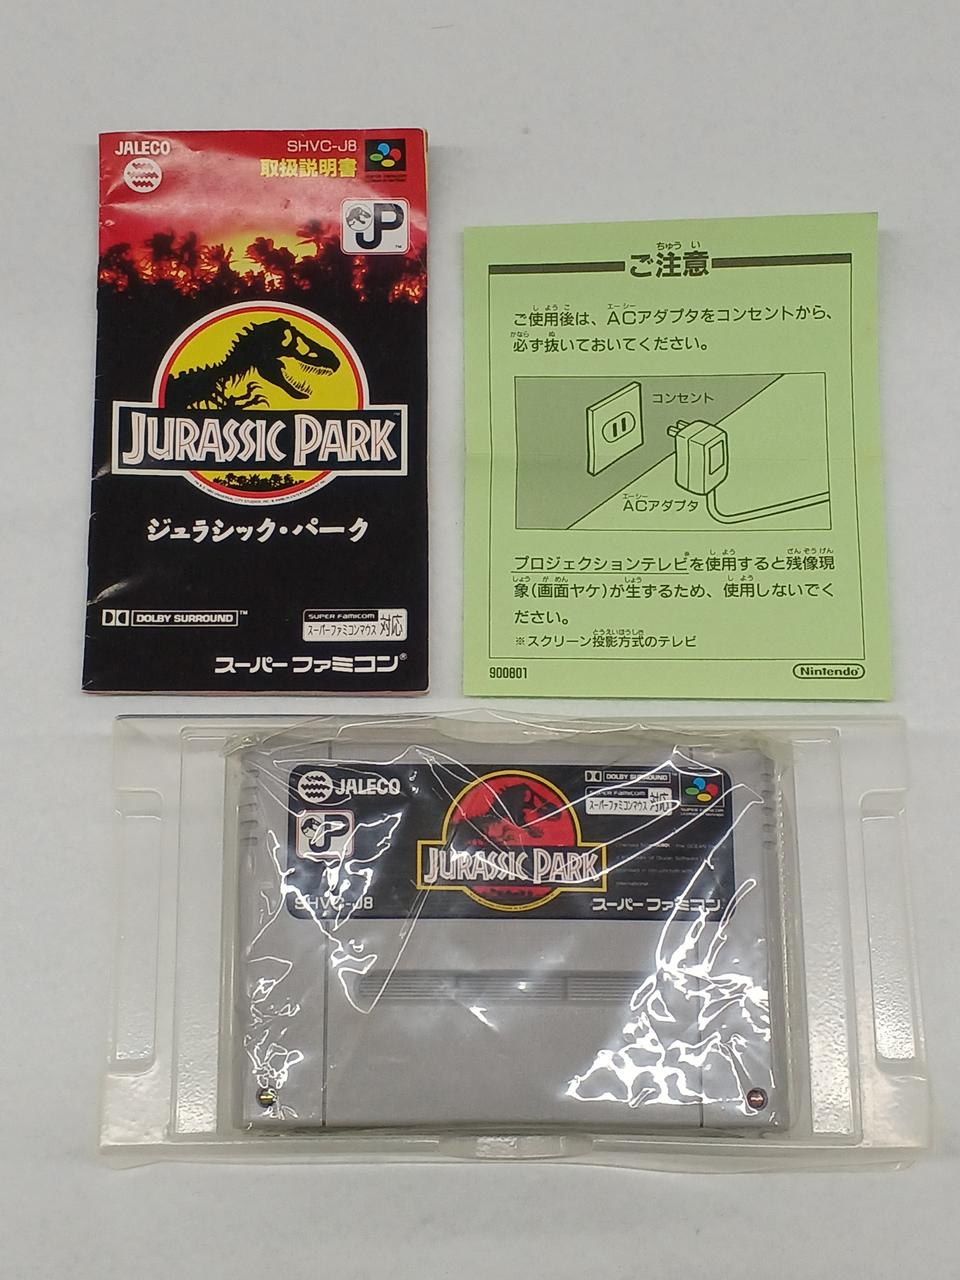 JALECO
SHVC-J8
取扱説明書
JP
TM
JURASSIC PARK
ジュラシック・パーク
DOLBY SURROUND TM
SUPER FAMICOM
スーパーファミコンマウス 対応
スーパーファミコン®
ちゅう い
ご注意
しようご エーシー
ご使用後は、ACアダプタをコンセントから、
かなら ぬ
必ず抜いておいてください。
コンセント
エーシー
ACアダプタ
※ しよう ざんぞうげん
プロジェクションテレビを使用すると残像現
しょう がめん しょう しよう
象(画面ヤケ)が生ずるため、使用しないでく
ださい。
とうえいほうしき
※スクリーン投影方式のテレビ
900801
Nintendo
JALECO
JP
SHVC-J8
JURASSIC PARK
DOLBY SURROUND
SUPER FAMICOM
スーパーファミコンマウス 対応
スーパーファミコン